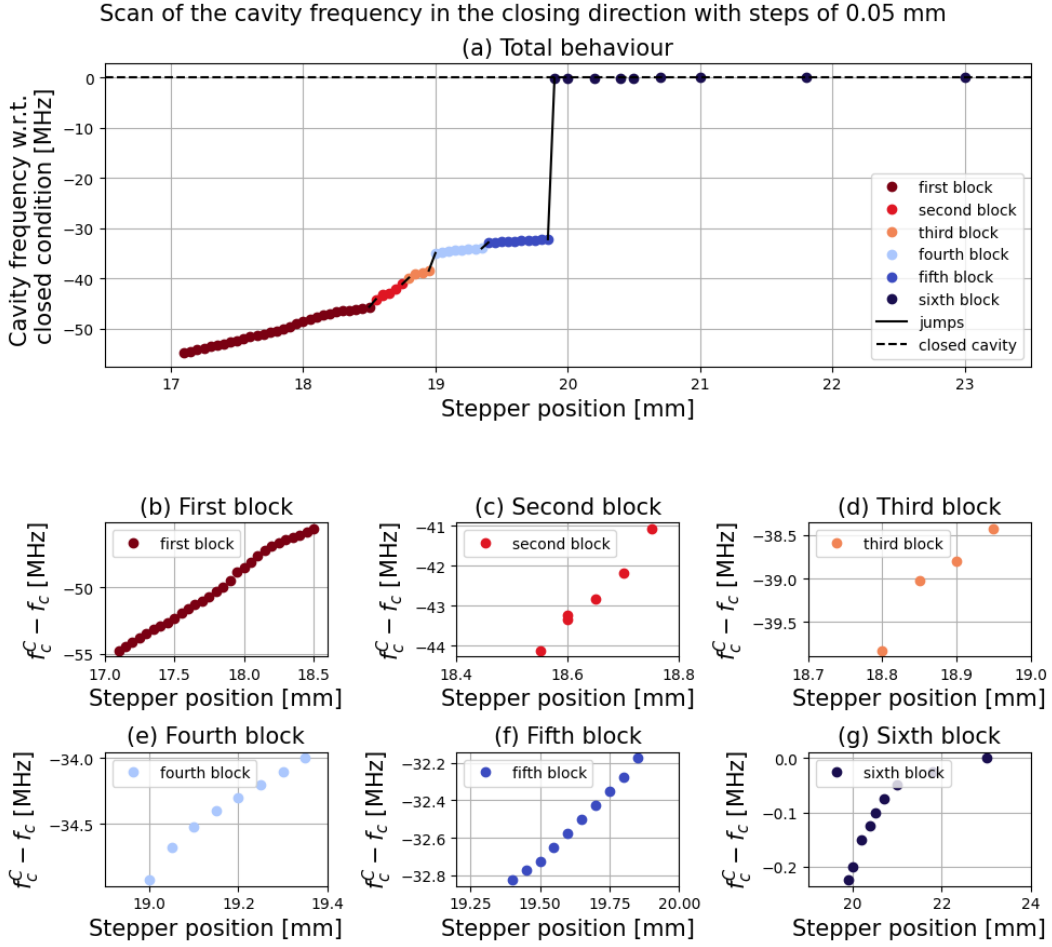 Scan of the cavity frequency in the closing direction with steps of 0.05 mm
(a) Total behaviour
Cavity frequency w.r.t.
closed condition [MHz]
0
−10
−20
−30
−40
−50
first block
second block
third block
fourth block
fifth block
sixth block
jumps
closed cavity
17 18 19 20 21 22 23
Stepper position [mm]
(b) First block
f_c^C − f_c [MHz]
−50
−55
first block
17.0 17.5 18.0 18.5
Stepper position [mm]
(c) Second block
f_c^C − f_c [MHz]
−41
−42
−43
−44
second block
18.4 18.6 18.8
Stepper position [mm]
(d) Third block
f_c^C − f_c [MHz]
−38.5
−39.0
−39.5
third block
18.7 18.8 18.9 19.0
Stepper position [mm]
(e) Fourth block
f_c^C − f_c [MHz]
−34.0
−34.5
fourth block
19.0 19.2 19.4
Stepper position [mm]
(f) Fifth block
f_c^C − f_c [MHz]
−32.2
−32.4
−32.6
−32.8
fifth block
19.25 19.50 19.75 20.00
Stepper position [mm]
(g) Sixth block
f_c^C − f_c [MHz]
0.0
−0.1
−0.2
sixth block
20 22 24
Stepper position [mm]